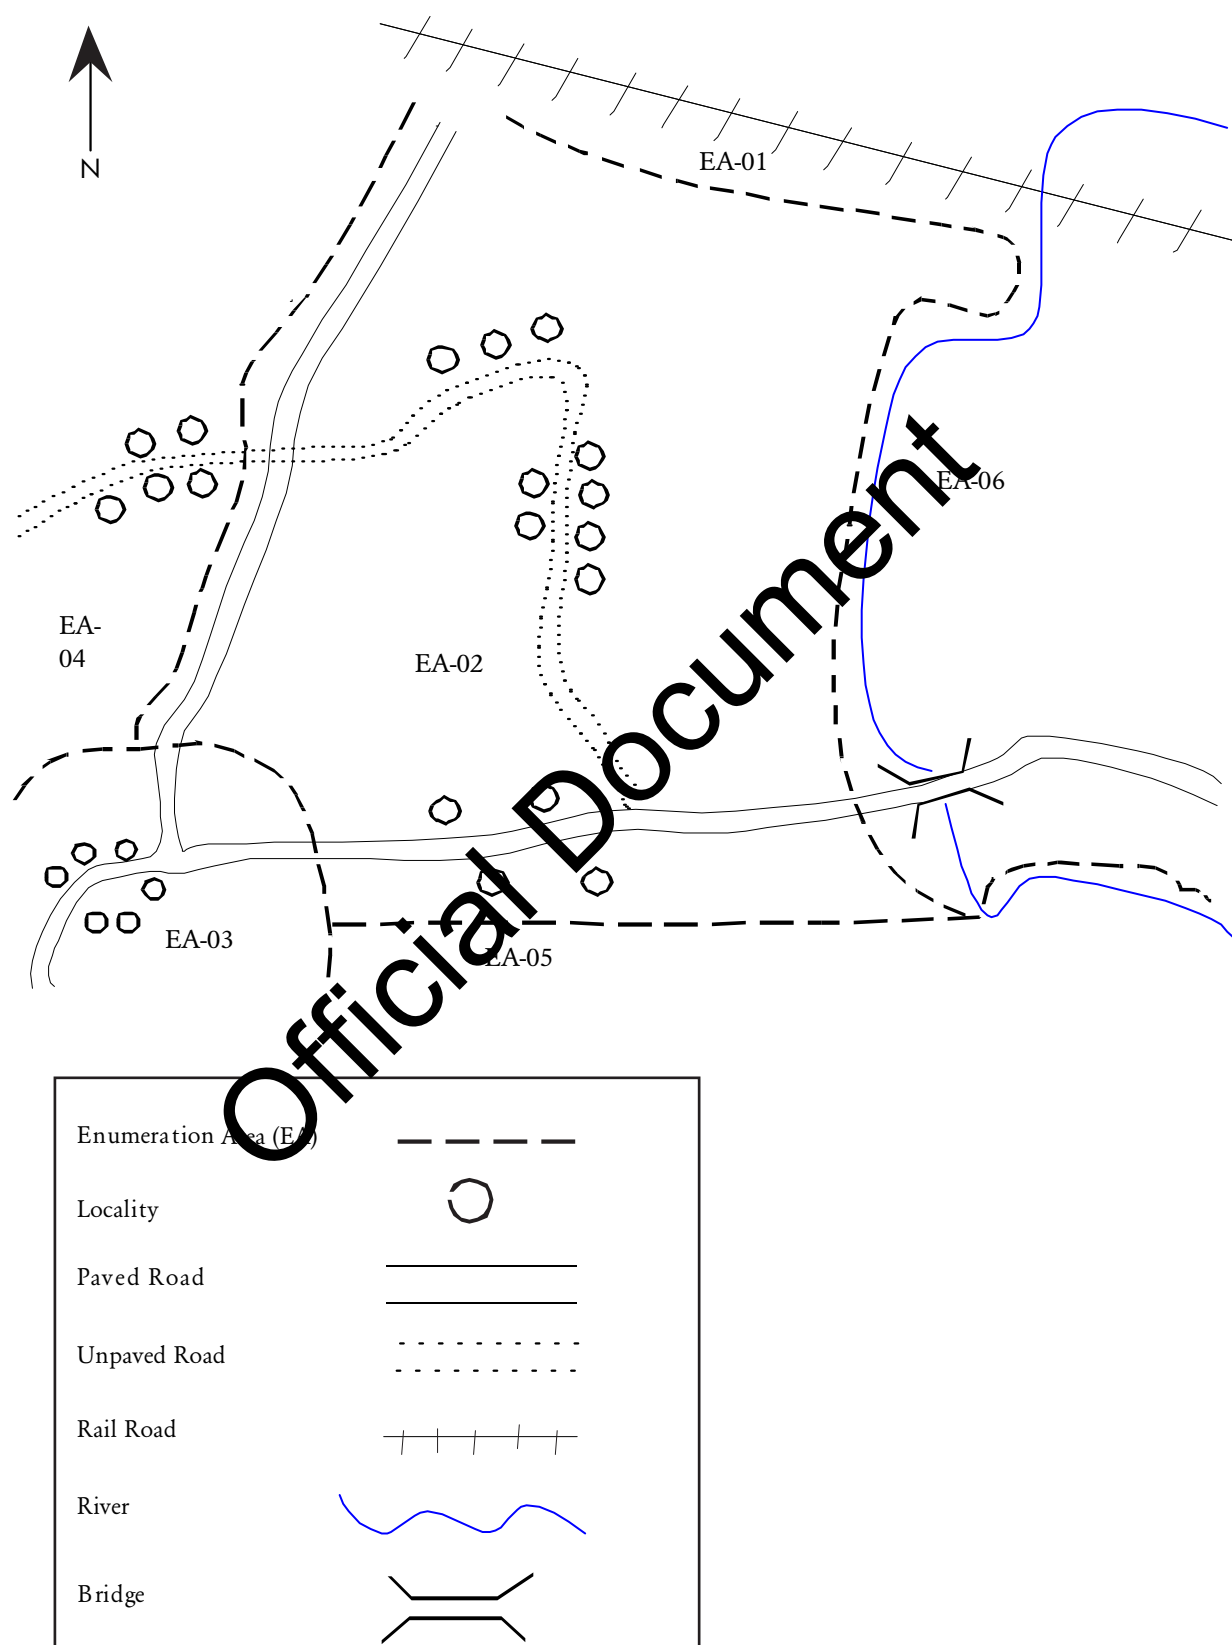 N
EA-01
EA-06
EA-
04
EA-02
EA-03
EA-05
Official Document
Enumeration Area (EA)
Locality
Paved Road
Unpaved Road
Rail Road
River
Bridge